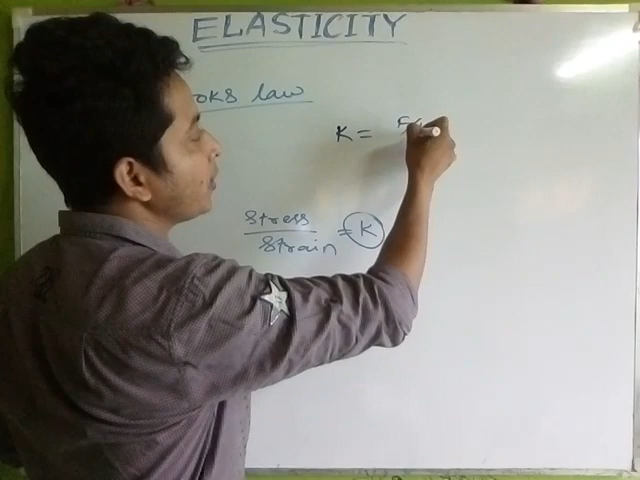 ELASTICITY
oks law
K =
Stress
Strain = K